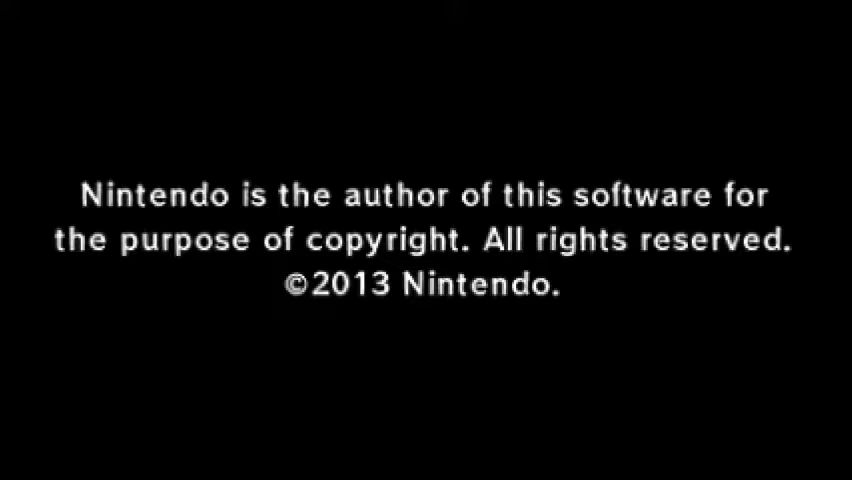 Nintendo is the author of this software for
the purpose of copyright. All rights reserved.
©2013 Nintendo.